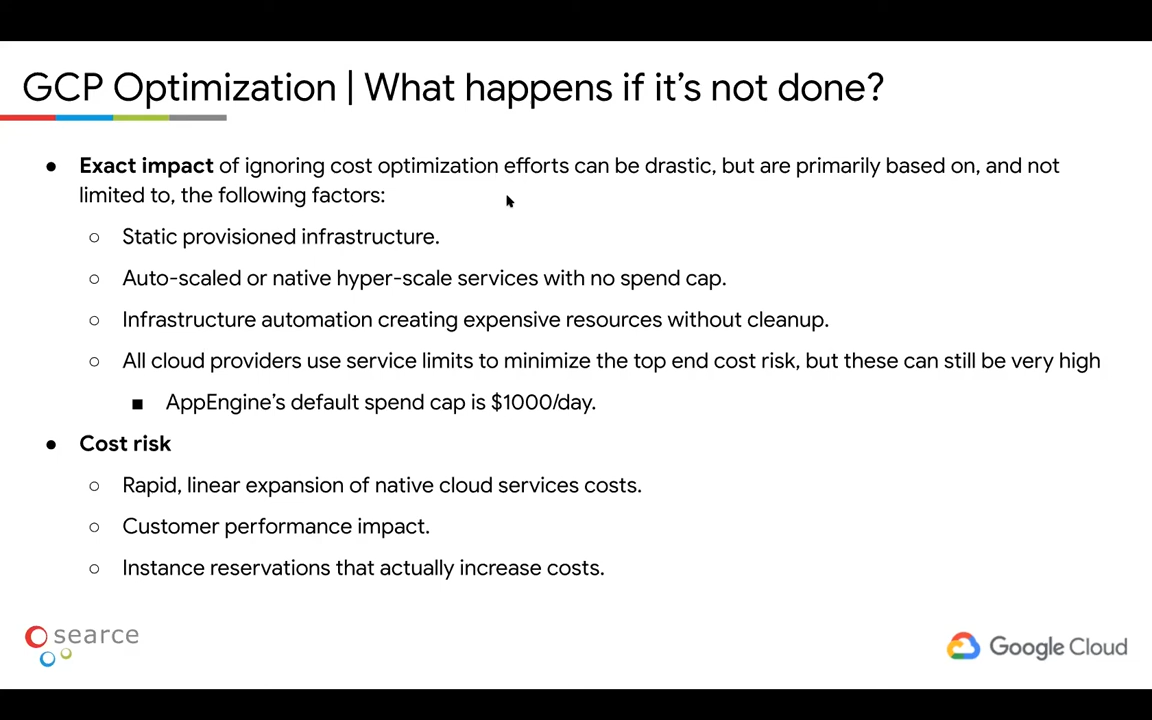 GCP Optimization | What happens if it's not done?
● Exact impact of ignoring cost optimization efforts can be drastic, but are primarily based on, and not
limited to, the following factors:
○ Static provisioned infrastructure.
○ Auto-scaled or native hyper-scale services with no spend cap.
○ Infrastructure automation creating expensive resources without cleanup.
○ All cloud providers use service limits to minimize the top end cost risk, but these can still be very high
■ AppEngine's default spend cap is $1000/day.
● Cost risk
○ Rapid, linear expansion of native cloud services costs.
○ Customer performance impact.
○ Instance reservations that actually increase costs.
searce
Google Cloud